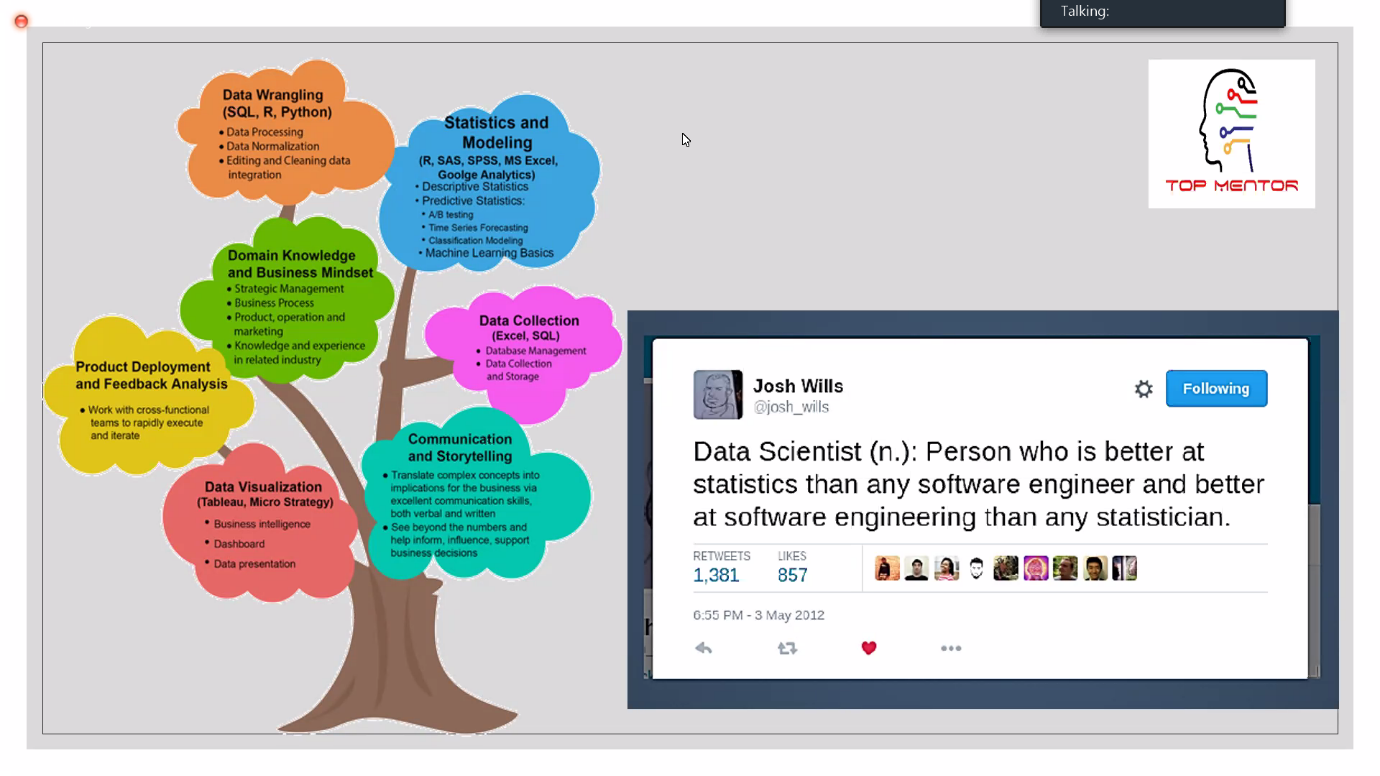 Talking:
Data Wrangling
(SQL, R, Python)
• Data Processing
• Data Normalization
• Editing and Cleaning data
integration
Statistics and
Modeling
(R, SAS, SPSS, MS Excel,
Goolge Analytics)
• Descriptive Statistics
• Predictive Statistics:
• A/B testing
• Time Series Forecasting
• Classification Modeling
• Machine Learning Basics
TOP MENTOR
Domain Knowledge
and Business Mindset
• Strategic Management
• Business Process
• Product, operation and
marketing
• Knowledge and experience
in related industry
Data Collection
(Excel, SQL)
• Database Management
• Data Collection
and Storage
Product Deployment
and Feedback Analysis
• Work with cross-functional
teams to rapidly execute
and iterate
Communication
and Storytelling
• Translate complex concepts into
implications for the business via
excellent communication skills,
both verbal and written
• See beyond the numbers and
help inform, influence, support
business decisions
Data Visualization
(Tableau, Micro Strategy)
• Business intelligence
• Dashboard
• Data presentation
Josh Wills
@josh_wills
Following
Data Scientist (n.): Person who is better at
statistics than any software engineer and better
at software engineering than any statistician.
RETWEETS LIKES
1,381 857
6:55 PM - 3 May 2012